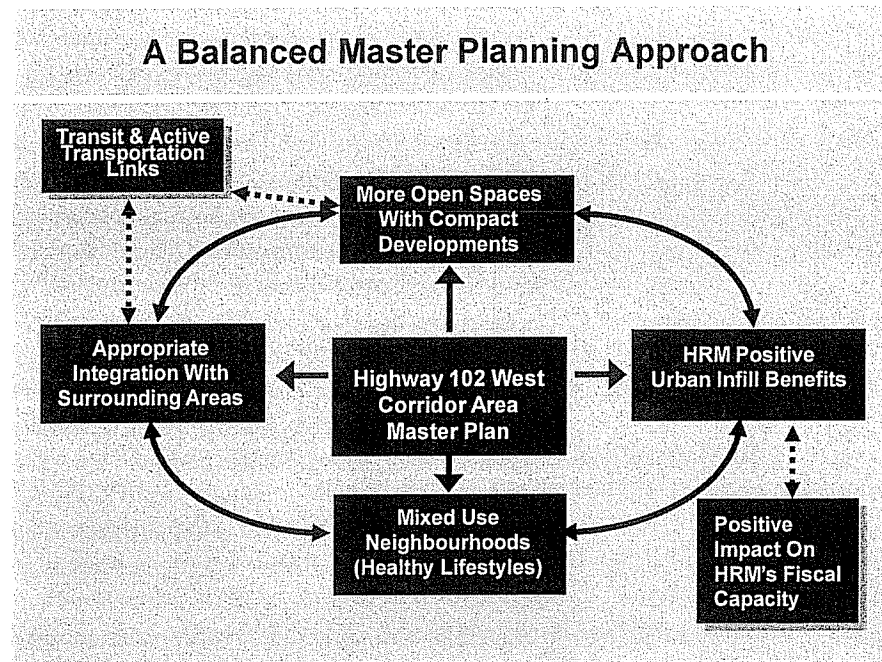 A Balanced Master Planning Approach
Transit & Active
Transportation
Links
More Open Spaces
With Compact
Developments
Appropriate
Integration With
Surrounding Areas
Highway 102 West
Corridor Area
Master Plan
HRM Positive
Urban Infill Benefits
Mixed Use
Neighbourhoods
(Healthy Lifestyles)
Positive
Impact On
HRM's Fiscal
Capacity